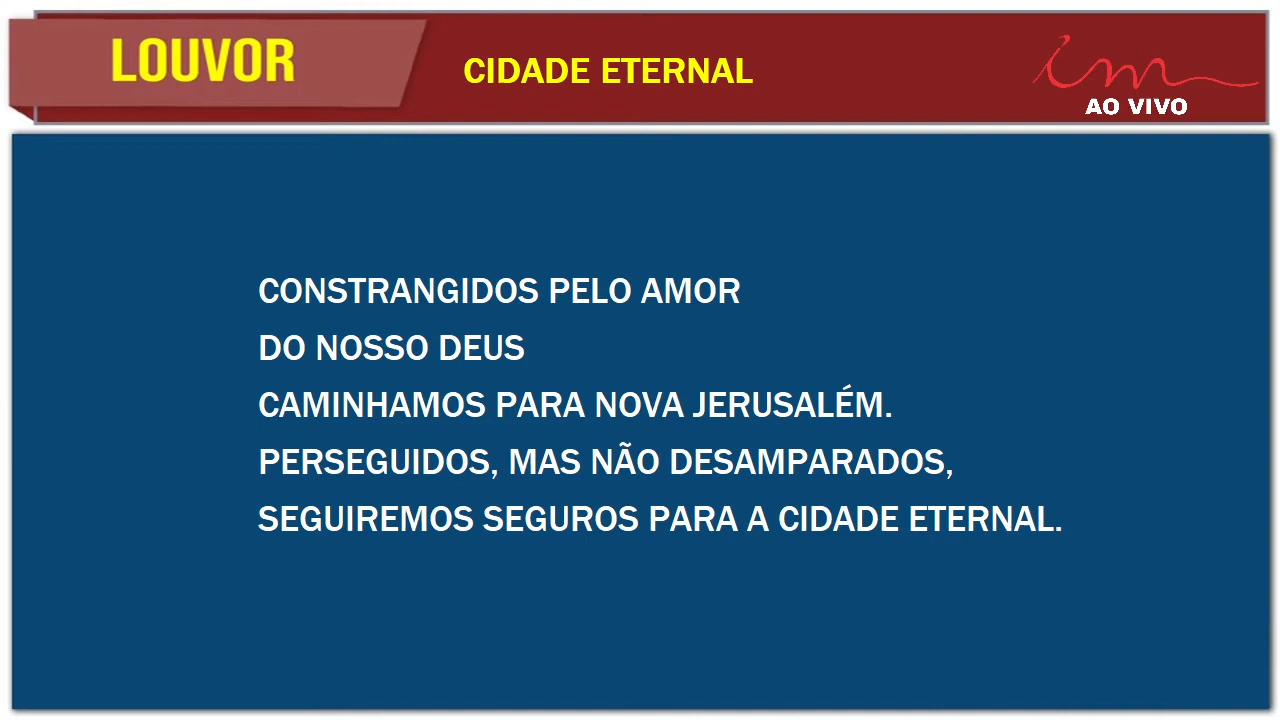 LOUVOR
CIDADE ETERNAL
im
AO VIVO
CONSTRANGIDOS PELO AMOR
DO NOSSO DEUS
CAMINHAMOS PARA NOVA JERUSALÉM.
PERSEGUIDOS, MAS NÃO DESAMPARADOS,
SEGUIREMOS SEGUROS PARA A CIDADE ETERNAL.